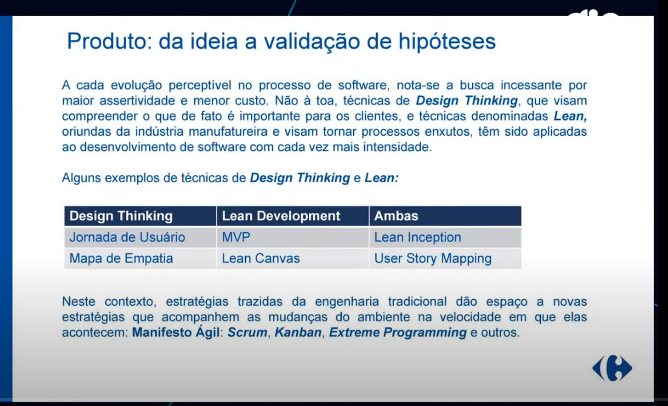 Produto: da ideia a validação de hipóteses
A cada evolução perceptível no processo de software, nota-se a busca incessante por
maior assertividade e menor custo. Não à toa, técnicas de Design Thinking, que visam
compreender o que de fato é importante para os clientes, e técnicas denominadas Lean,
oriundas da indústria manufatureira e visam tornar processos enxutos, têm sido aplicadas
ao desenvolvimento de software com cada vez mais intensidade.
Alguns exemplos de técnicas de Design Thinking e Lean:
Design Thinking Lean Development Ambas
Jornada de Usuário MVP Lean Inception
Mapa de Empatia Lean Canvas User Story Mapping
Neste contexto, estratégias trazidas da engenharia tradicional dão espaço a novas
estratégias que acompanhem as mudanças do ambiente na velocidade em que elas
acontecem: Manifesto Ágil: Scrum, Kanban, Extreme Programming e outros.